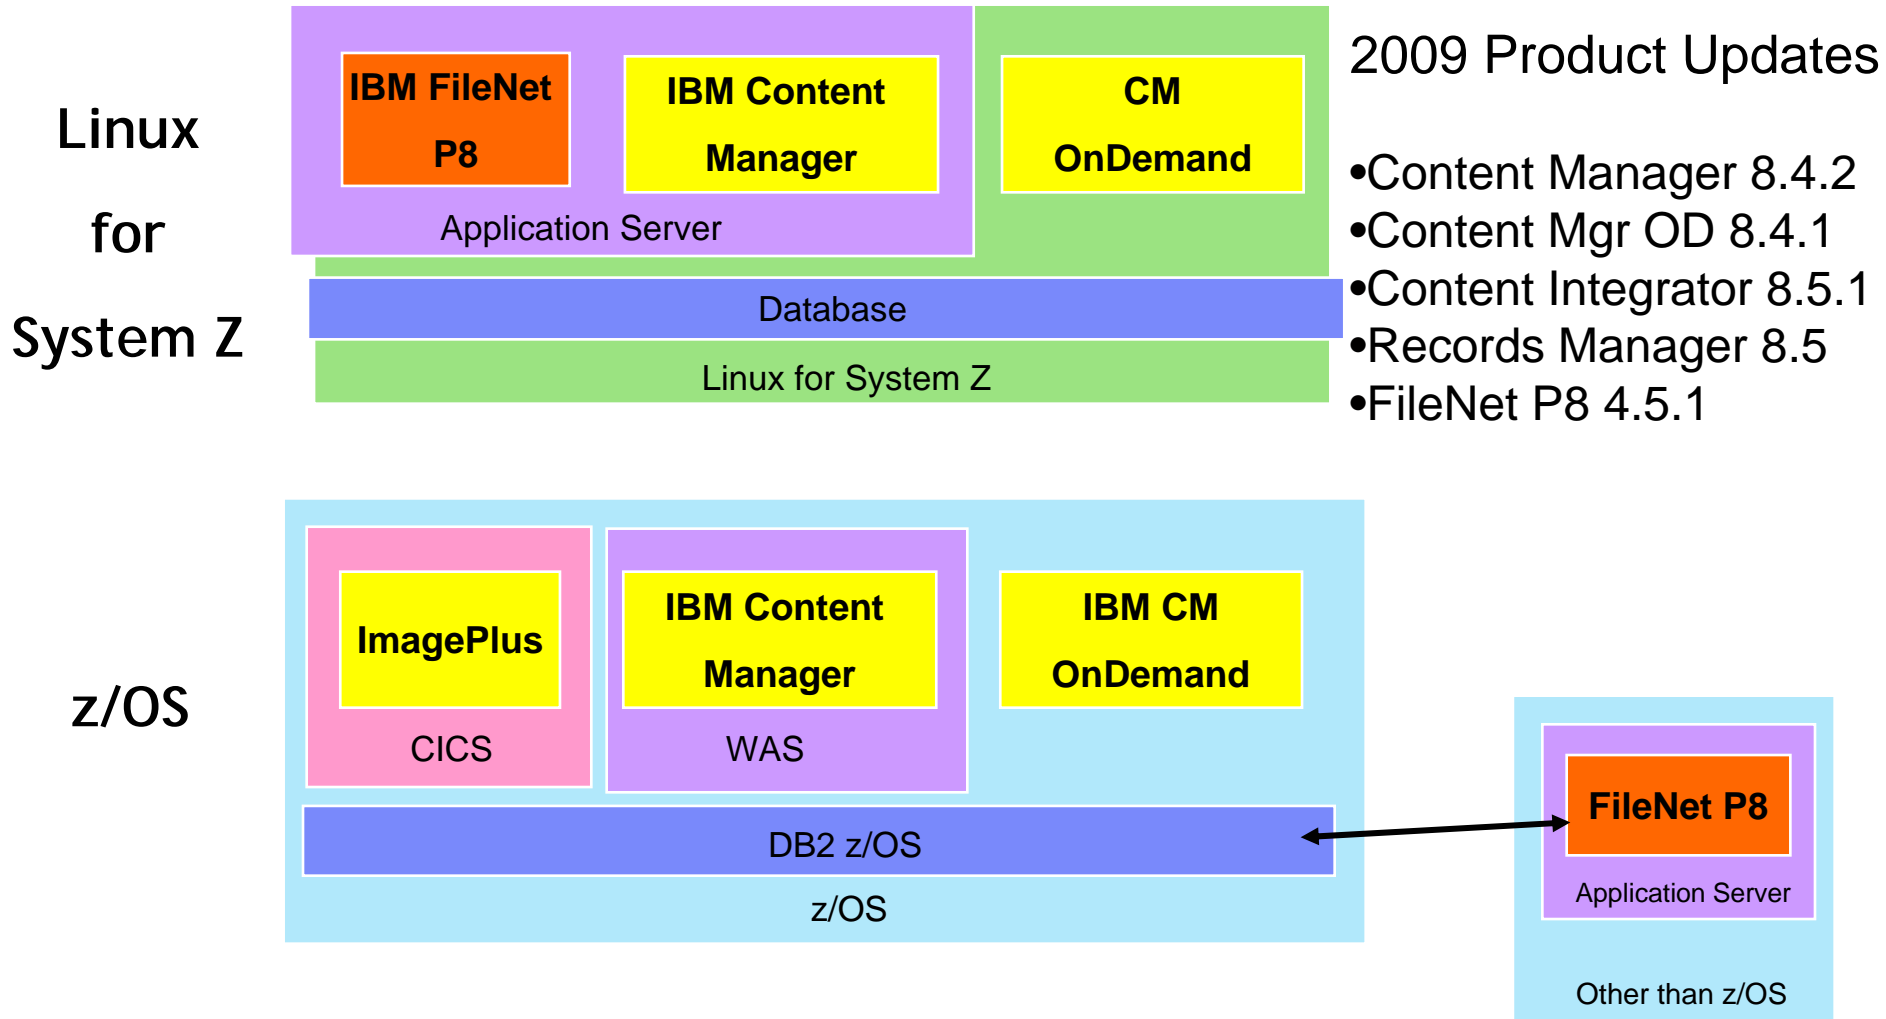 Linux
for
System Z
IBM FileNet
P8
IBM Content
Manager
CM
OnDemand
Application Server
Database
Linux for System Z
2009 Product Updates
•Content Manager 8.4.2
•Content Mgr OD 8.4.1
•Content Integrator 8.5.1
•Records Manager 8.5
•FileNet P8 4.5.1
z/OS
ImagePlus
CICS
IBM Content
Manager
WAS
IBM CM
OnDemand
DB2 z/OS
z/OS
FileNet P8
Application Server
Other than z/OS